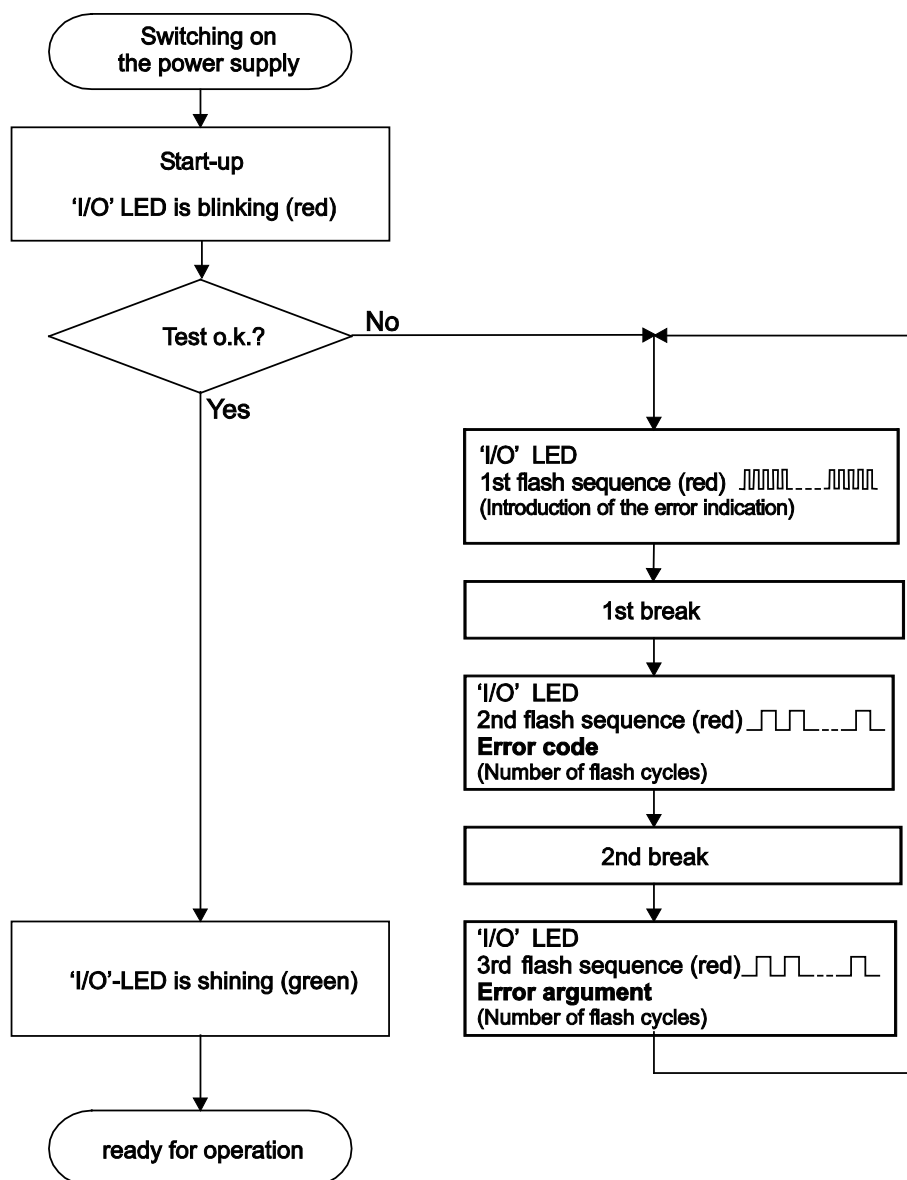 Switching on
the power supply
Start-up
‘I/O’ LED is blinking (red)
Test o.k.?
No
Yes
‘I/O’ LED
1st flash sequence (red)
(Introduction of the error indication)
1st break
‘I/O’ LED
2nd flash sequence (red)
Error code
(Number of flash cycles)
2nd break
‘I/O’ LED
3rd flash sequence (red)
Error argument
(Number of flash cycles)
‘I/O’-LED is shining (green)
ready for operation